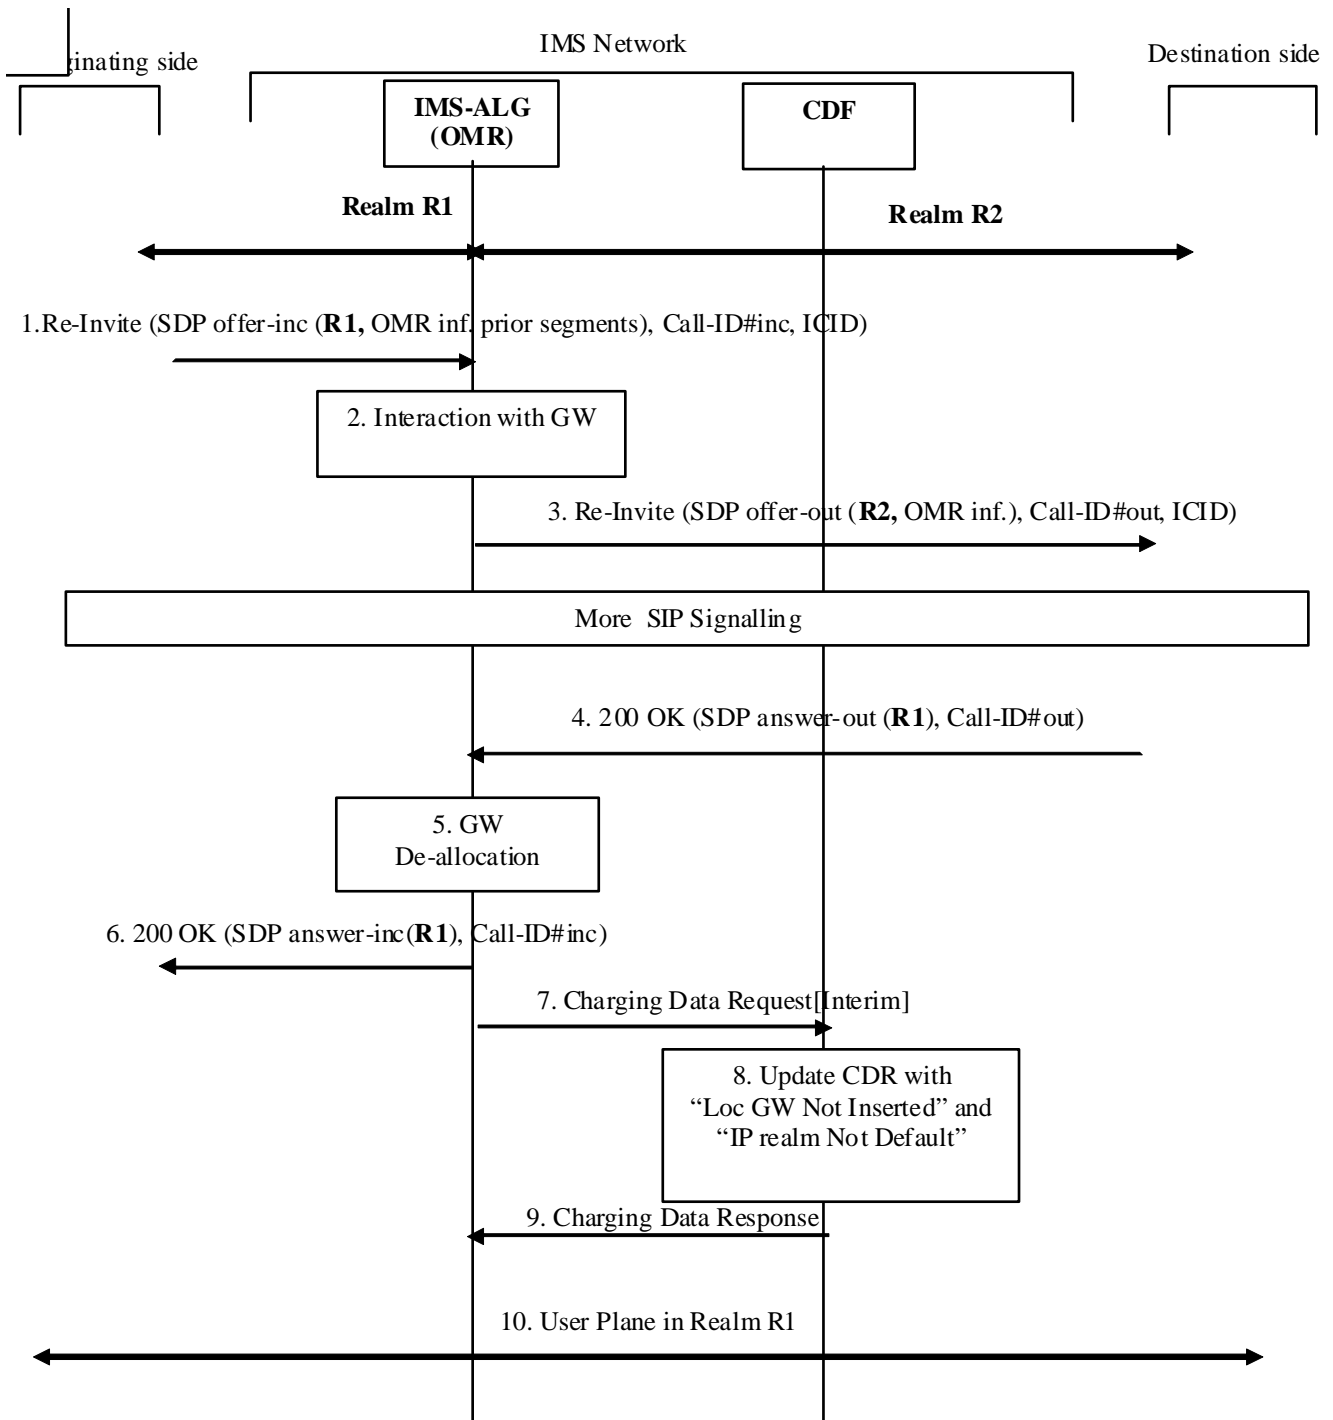 IMS Network
ginating side
Destination side
IMS-ALG
(OMR)
CDF
Realm R1
Realm R2
1.Re-Invite (SDP offer-inc (R1, OMR inf. prior segments), Call-ID#inc, ICID)
2. Interaction with GW
3. Re-Invite (SDP offer-out (R2, OMR inf.), Call-ID#out, ICID)
More SIP Signalling
4. 200 OK (SDP answer-out (R1), Call-ID#out)
5. GW
De-allocation
6. 200 OK (SDP answer-inc(R1), Call-ID#inc)
7. Charging Data Request[Interim]
8. Update CDR with
“Loc GW Not Inserted” and
“IP realm Not Default”
9. Charging Data Response
10. User Plane in Realm R1